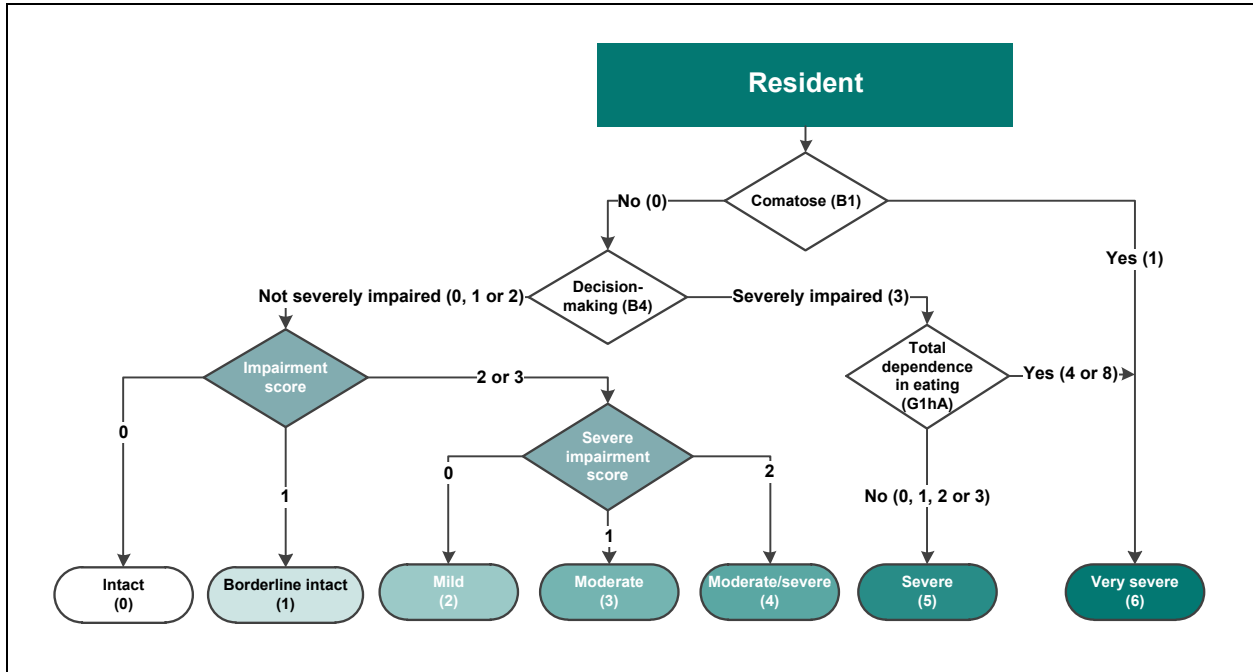 Resident
Comatose (B1)
No (0)
Yes (1)
Decision-
making (B4)
Not severely impaired (0, 1 or 2)
Severely impaired (3)
Impairment
score
Total
dependence
in eating
(G1hA)
2 or 3
Yes (4 or 8)
0
Severe
impairment
score
0
2
1
No (0, 1, 2 or 3)
1
Intact
(0)
Borderline intact
(1)
Mild
(2)
Moderate
(3)
Moderate/severe
(4)
Severe
(5)
Very severe
(6)